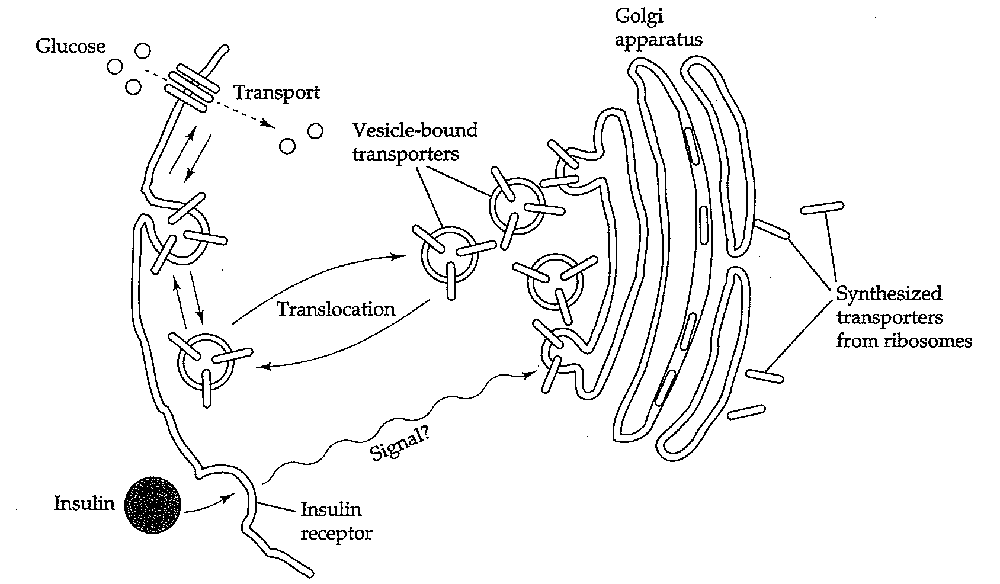 Golgi
apparatus
Glucose
Transport
Vesicle-bound
transporters
Synthesized
transporters
from ribosomes
Translocation
Signal?
Insulin
Insulin
receptor